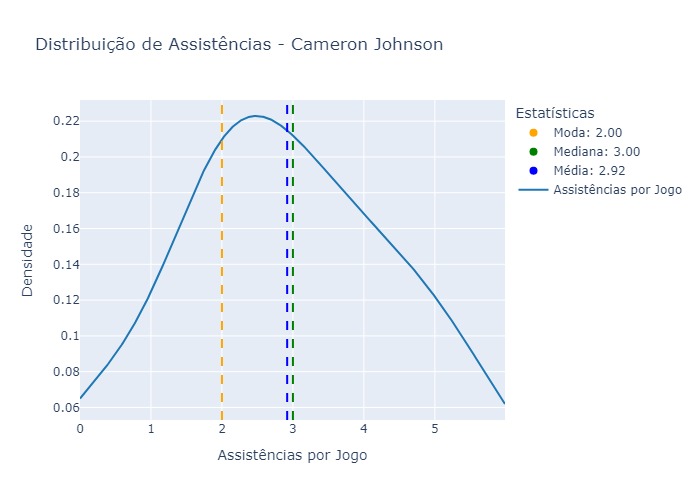 Distribuição de Assistências - Cameron Johnson
Estatísticas
Moda: 2.00
Mediana: 3.00
Média: 2.92
Assistências por Jogo
Densidade
0.22
0.2
0.18
0.16
0.14
0.12
0.1
0.08
0.06
0 1 2 3 4 5
Assistências por Jogo